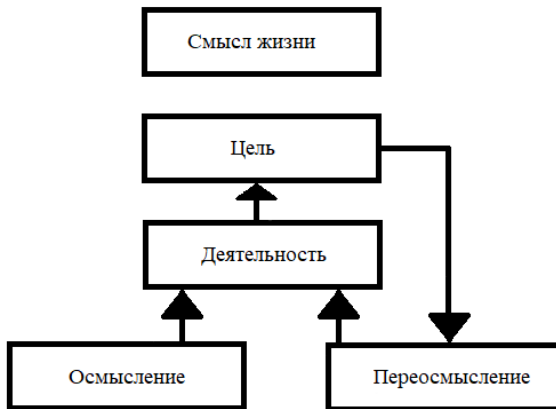 Смысл жизни
Цель
Деятельность
Осмысление
Переосмысление